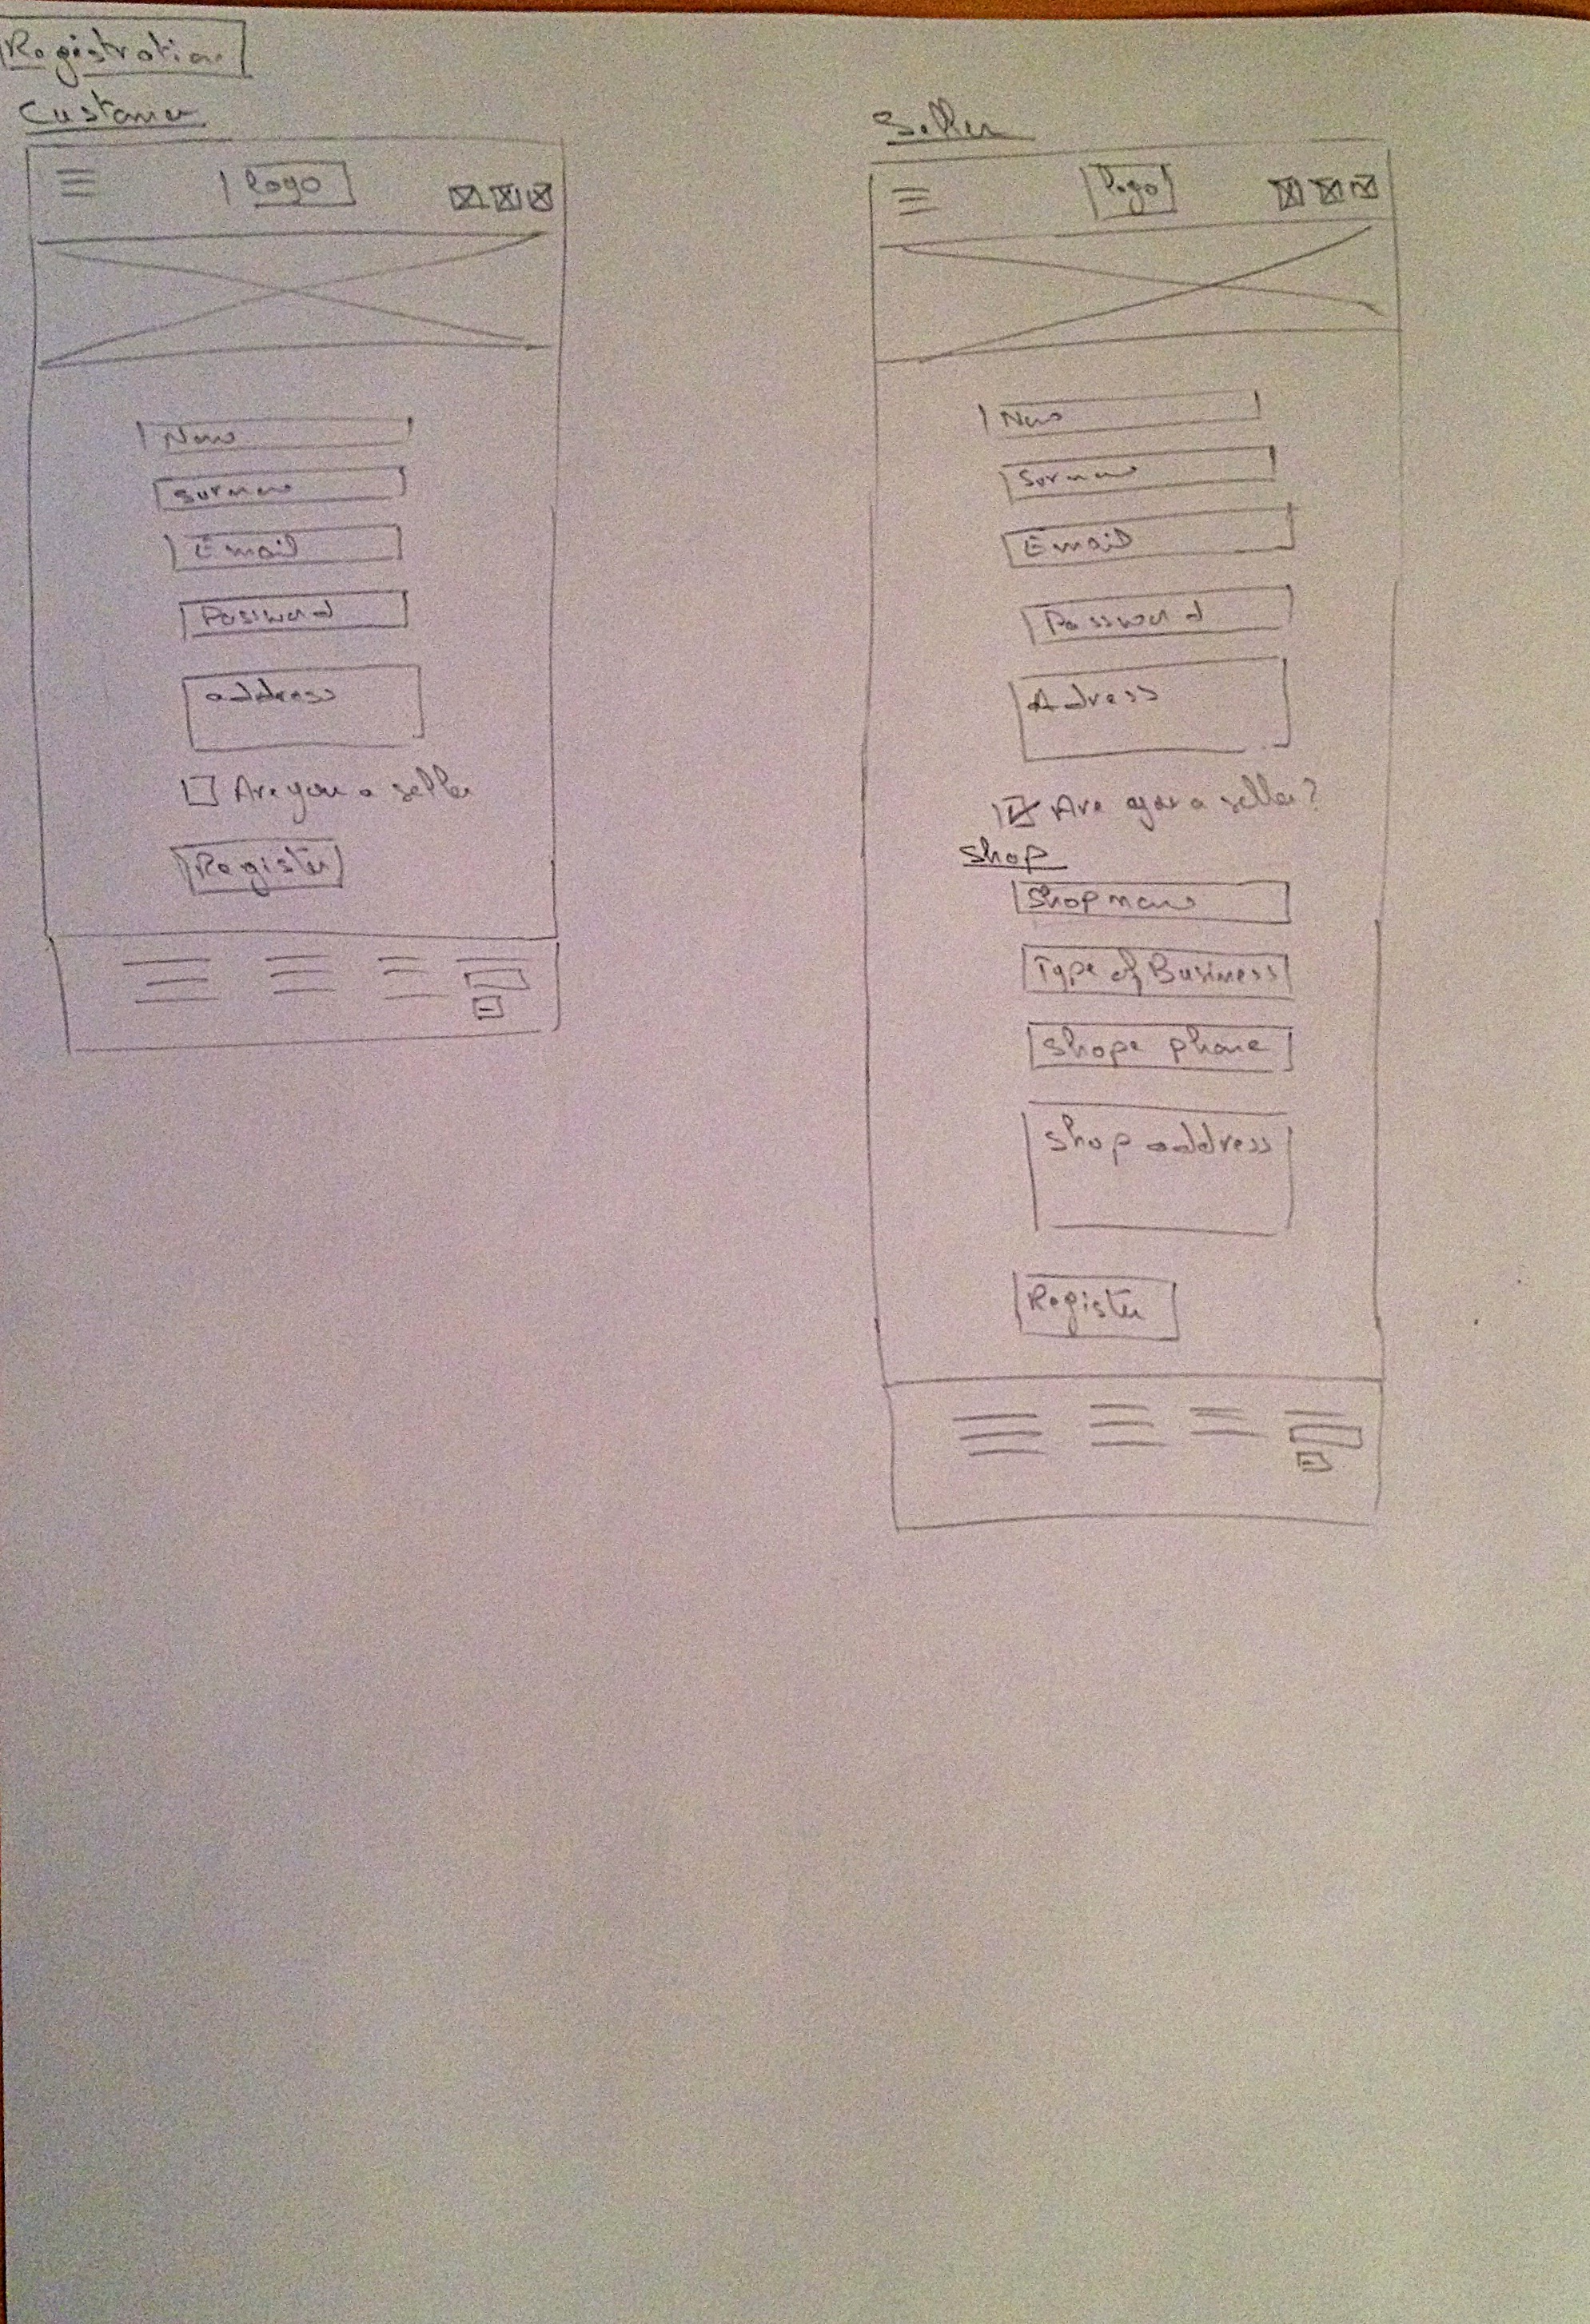 Registration
Customer
Logo
Name
Surname
Email
Password
address
Are you a seller
Register
Seller
Logo
Name
Surname
Email
Password
Adress
Are you a seller?
Shop
Shop name
Type of Business
Shope phone
Shop address
Register